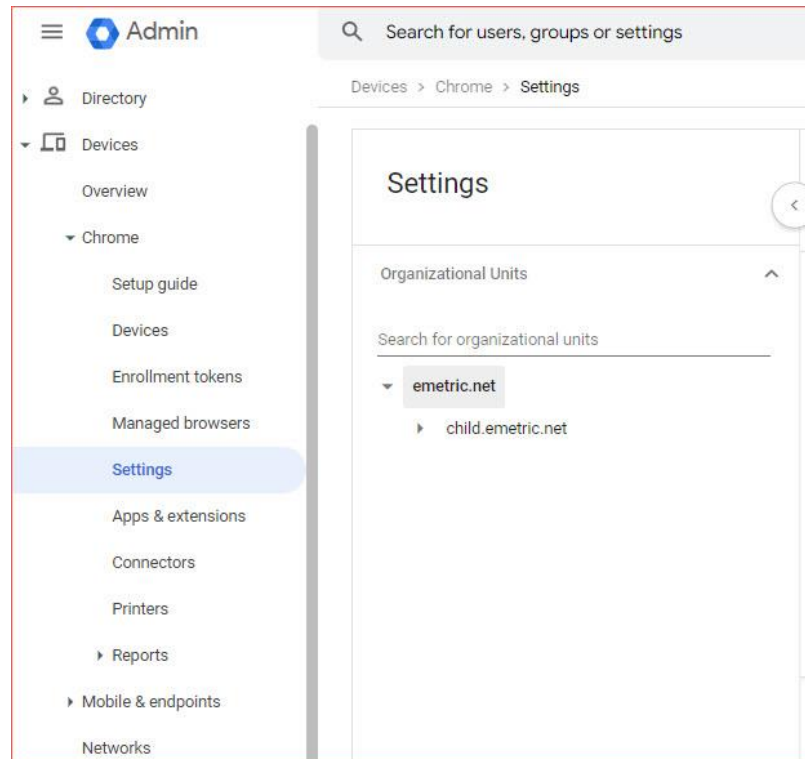 Admin
Search for users, groups or settings
Directory
Devices
Overview
Chrome
Setup guide
Devices
Enrollment tokens
Managed browsers
Settings
Apps & extensions
Connectors
Printers
Reports
Mobile & endpoints
Networks
Devices > Chrome > Settings
Settings
Organizational Units
Search for organizational units
emetric.net
child.emetric.net